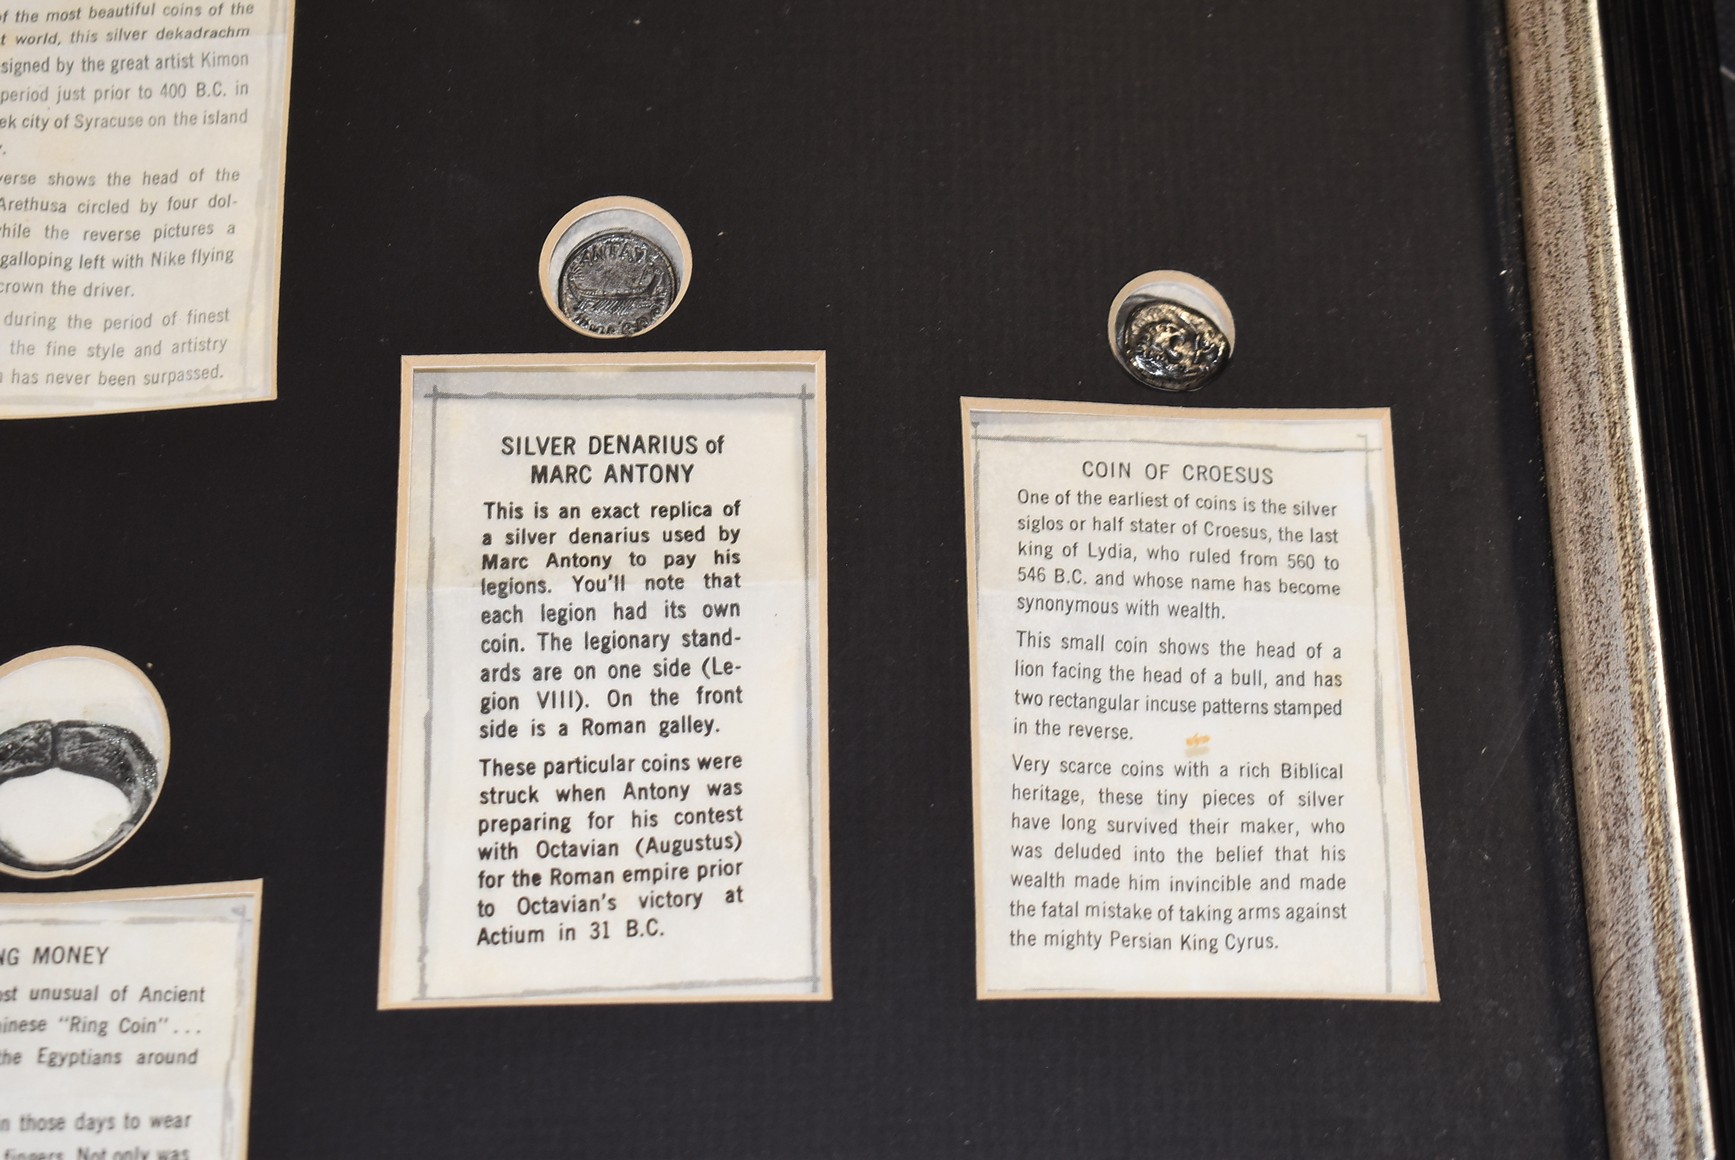 of the most beautiful coins of the
world, this silver dekadrachm
signed by the great artist Kimon
period just prior to 400 B.C. in
city of Syracuse on the island
shows the head of the
Arethusa circled by four dol-
while the reverse pictures a
galloping left with Nike flying
crown the driver.
during the period of finest
the fine style and artistry
has never been surpassed.
SILVER DENARIUS of
MARC ANTONY
This is an exact replica of
a silver denarius used by
Marc Antony to pay his
legions. You'll note that
each legion had its own
coin. The legionary stand-
ards are on one side (Le-
gion VIII). On the front
side is a Roman galley.
These particular coins were
struck when Antony was
preparing for his contest
with Octavian (Augustus)
for the Roman empire prior
to Octavian's victory at
Actium in 31 B.C.
COIN OF CROESUS
One of the earliest of coins is the silver
siglos or half stater of Croesus, the last
king of Lydia, who ruled from 560 to
546 B.C. and whose name has become
synonymous with wealth.
This small coin shows the head of a
lion facing the head of a bull, and has
two rectangular incuse patterns stamped
in the reverse.
Very scarce coins with a rich Biblical
heritage, these tiny pieces of silver
have long survived their maker, who
was deluded into the belief that his
wealth made him invincible and made
the fatal mistake of taking arms against
the mighty Persian King Cyrus.
MONEY
unusual of Ancient
"Ring Coin"...
the Egyptians around
in those days to wear
fingers. Not only was